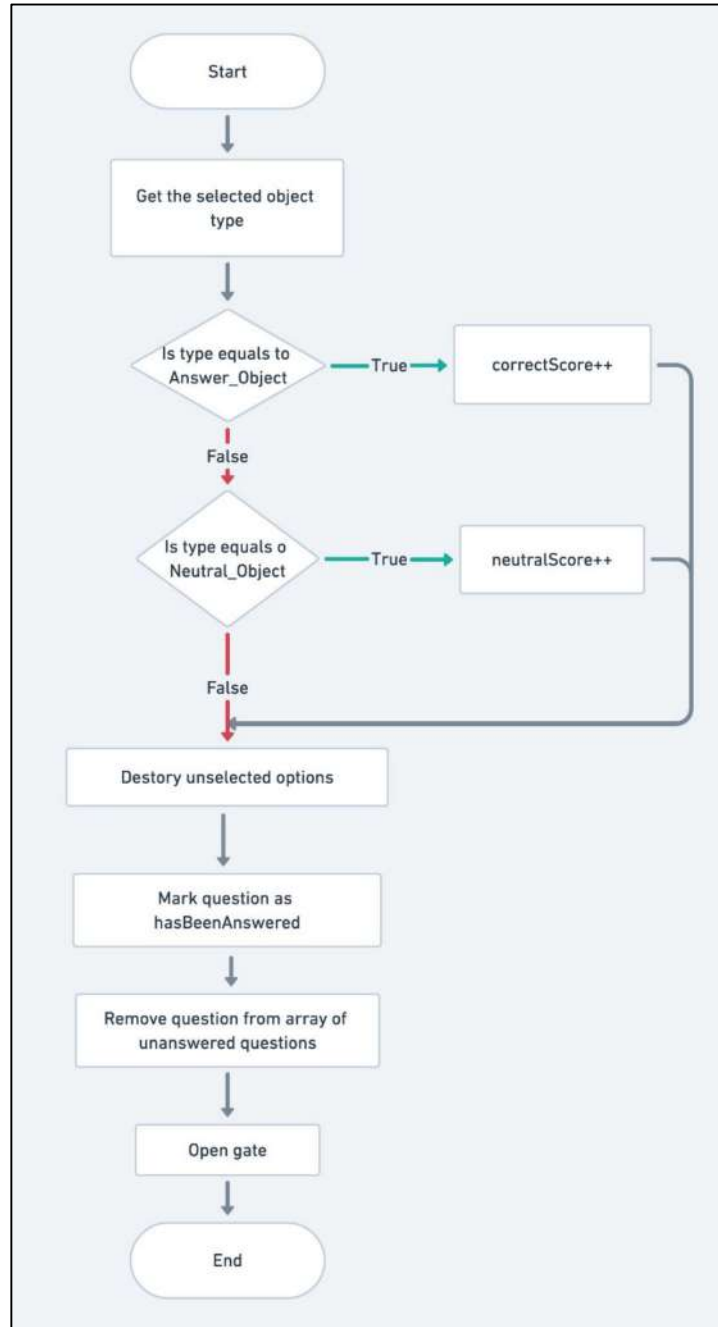 Start
Get the selected object
type
Is type equals to
Answer_Object
True
correctScore++
False
Is type equals o
Neutral_Object
True
neutralScore++
False
Destory unselected options
Mark question as
hasBeenAnswered
Remove question from array of
unanswered questions
Open gate
End